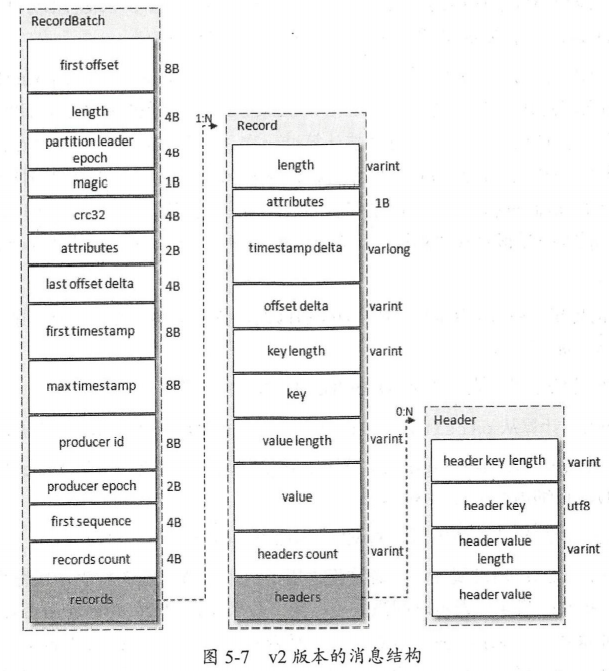 RecordBatch
first offset
8B
length
4B
partition leader
epoch
4B
magic
1B
crc32
4B
attributes
2B
last offset delta
4B
first timestamp
8B
max timestamp
8B
producer id
8B
producer epoch
2B
first sequence
4B
records count
4B
records
1:N
Record
length
varint
attributes
1B
timestamp delta
varlong
offset delta
varint
key length
varint
key
value length
varint
value
headers count
varint
headers
0:N
Header
header key length
varint
header key
utf8
header value
length
varint
header value
图 5-7 v2 版本的消息结构